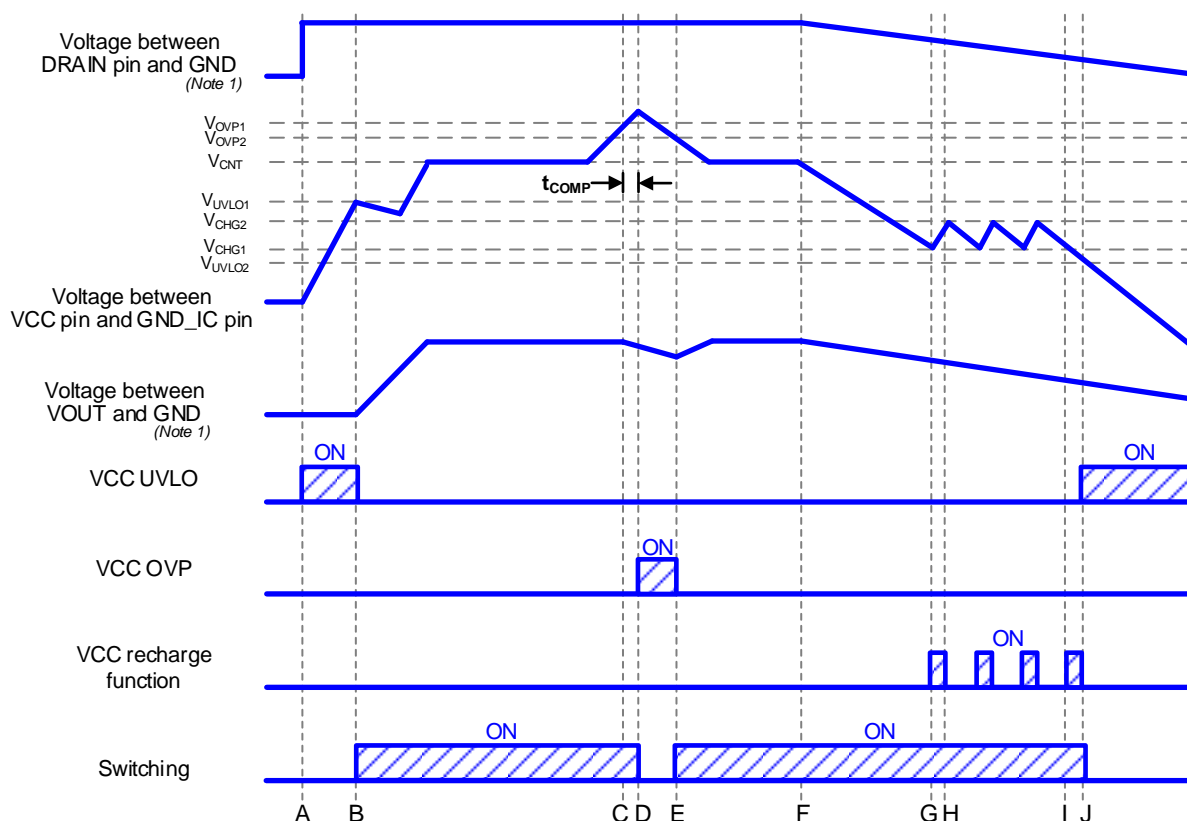 Voltage between
DRAIN pin and GND
(Note 1)
VOVP1
VOVP2
VCNT
tCOMP
VUVLO1
VCHG2
VCHG1
VUVLO2
Voltage between
VCC pin and GND_IC pin
Voltage between
VOUT and GND
(Note 1)
ON
ON
VCC UVLO
ON
VCC OVP
VCC recharge
function
ON
ON
ON
Switching
A B C D E F G H I J